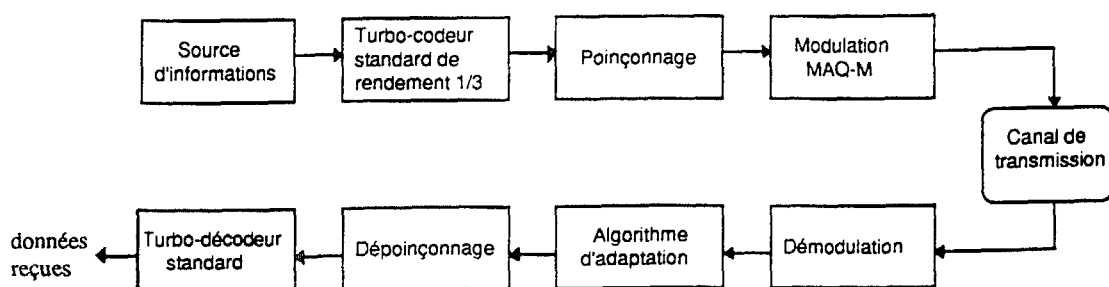 Source
d'informations
Turbo-codeur
standard de
rendement 1/3
Poinçonnage
Modulation
MAQ-M
Canal de
transmission
Démodulation
Algorithme
d'adaptation
Dépoinçonnage
Turbo-décodeur
standard
données
reçues